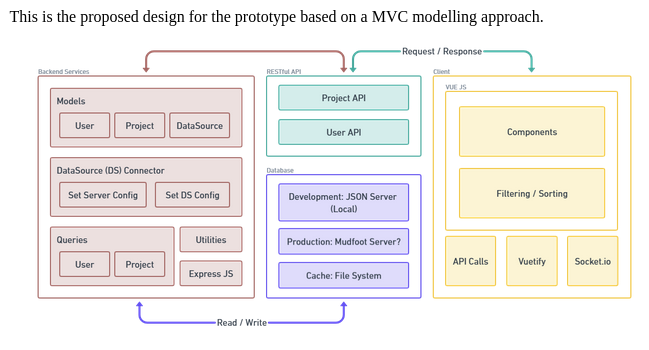 This is the proposed design for the prototype based on a MVC modelling approach.
Request / Response
Backend Services
Models
User
Project
DataSource
DataSource (DS) Connector
Set Server Config
Set DS Config
Queries
User
Project
Utilities
Express JS
RESTful API
Project API
User API
Database
Development: JSON Server
(Local)
Production: Mudfoot Server?
Cache: File System
Client
VUE JS
Components
Filtering / Sorting
API Calls
Vuetify
Socket.io
Read / Write